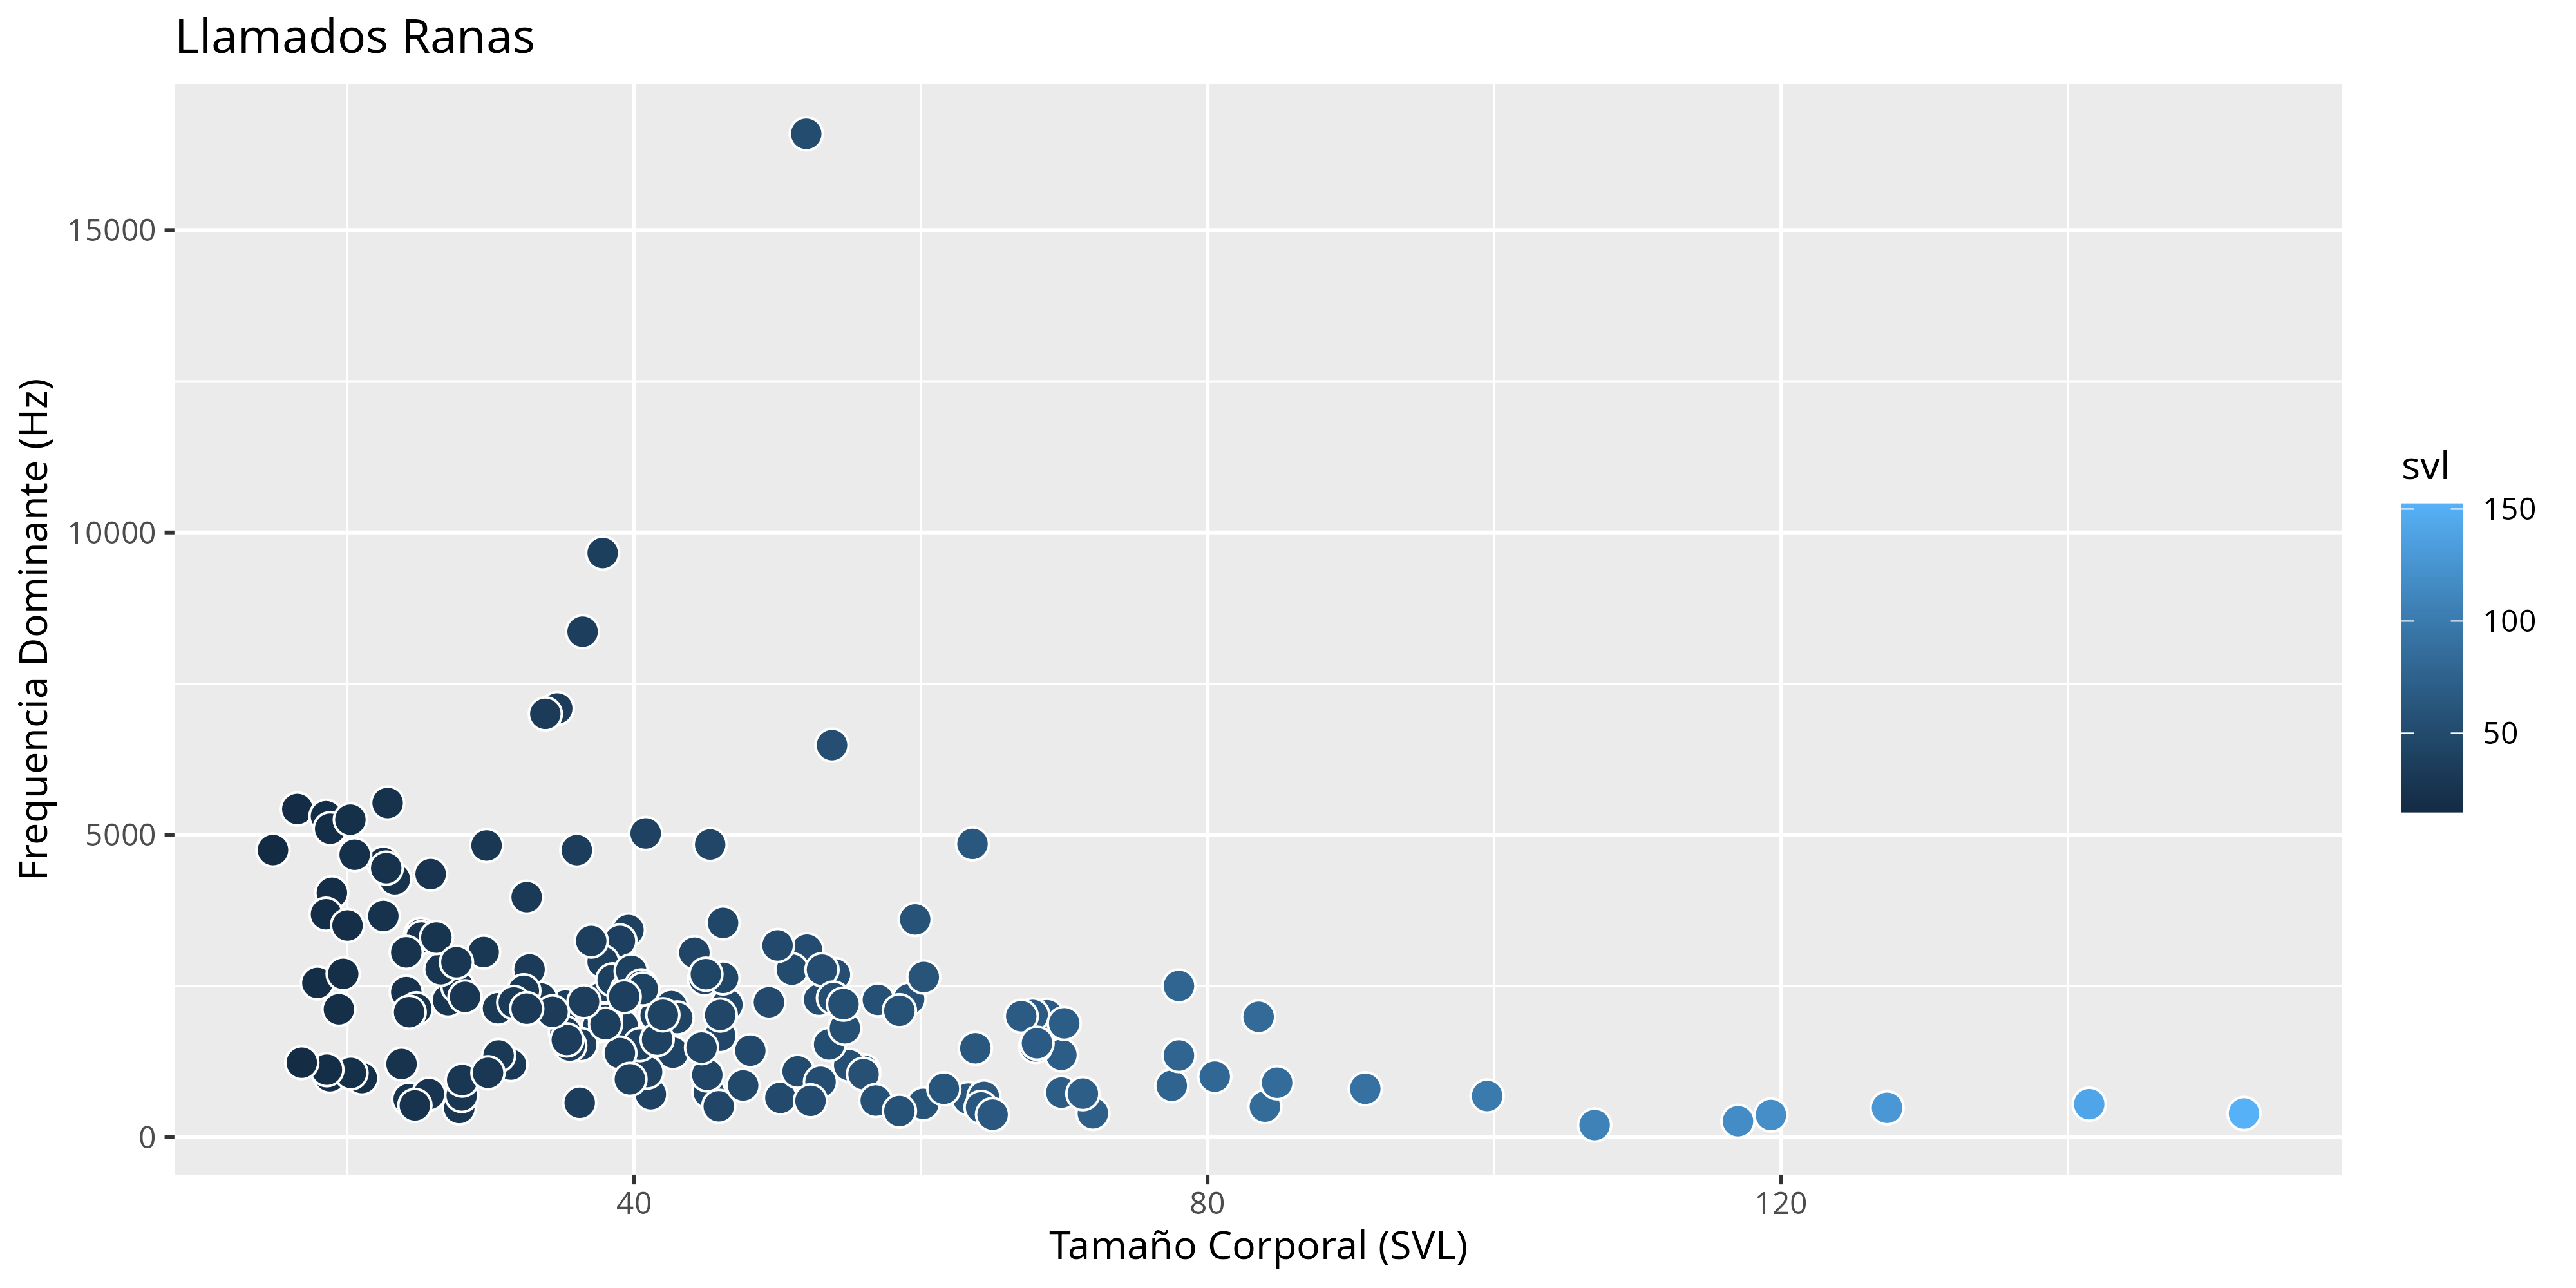 Llamados Ranas
Frequencia Dominante (Hz)
15000
10000
5000
0
40
80
120
Tamaño Corporal (SVL)
svl
150
100
50